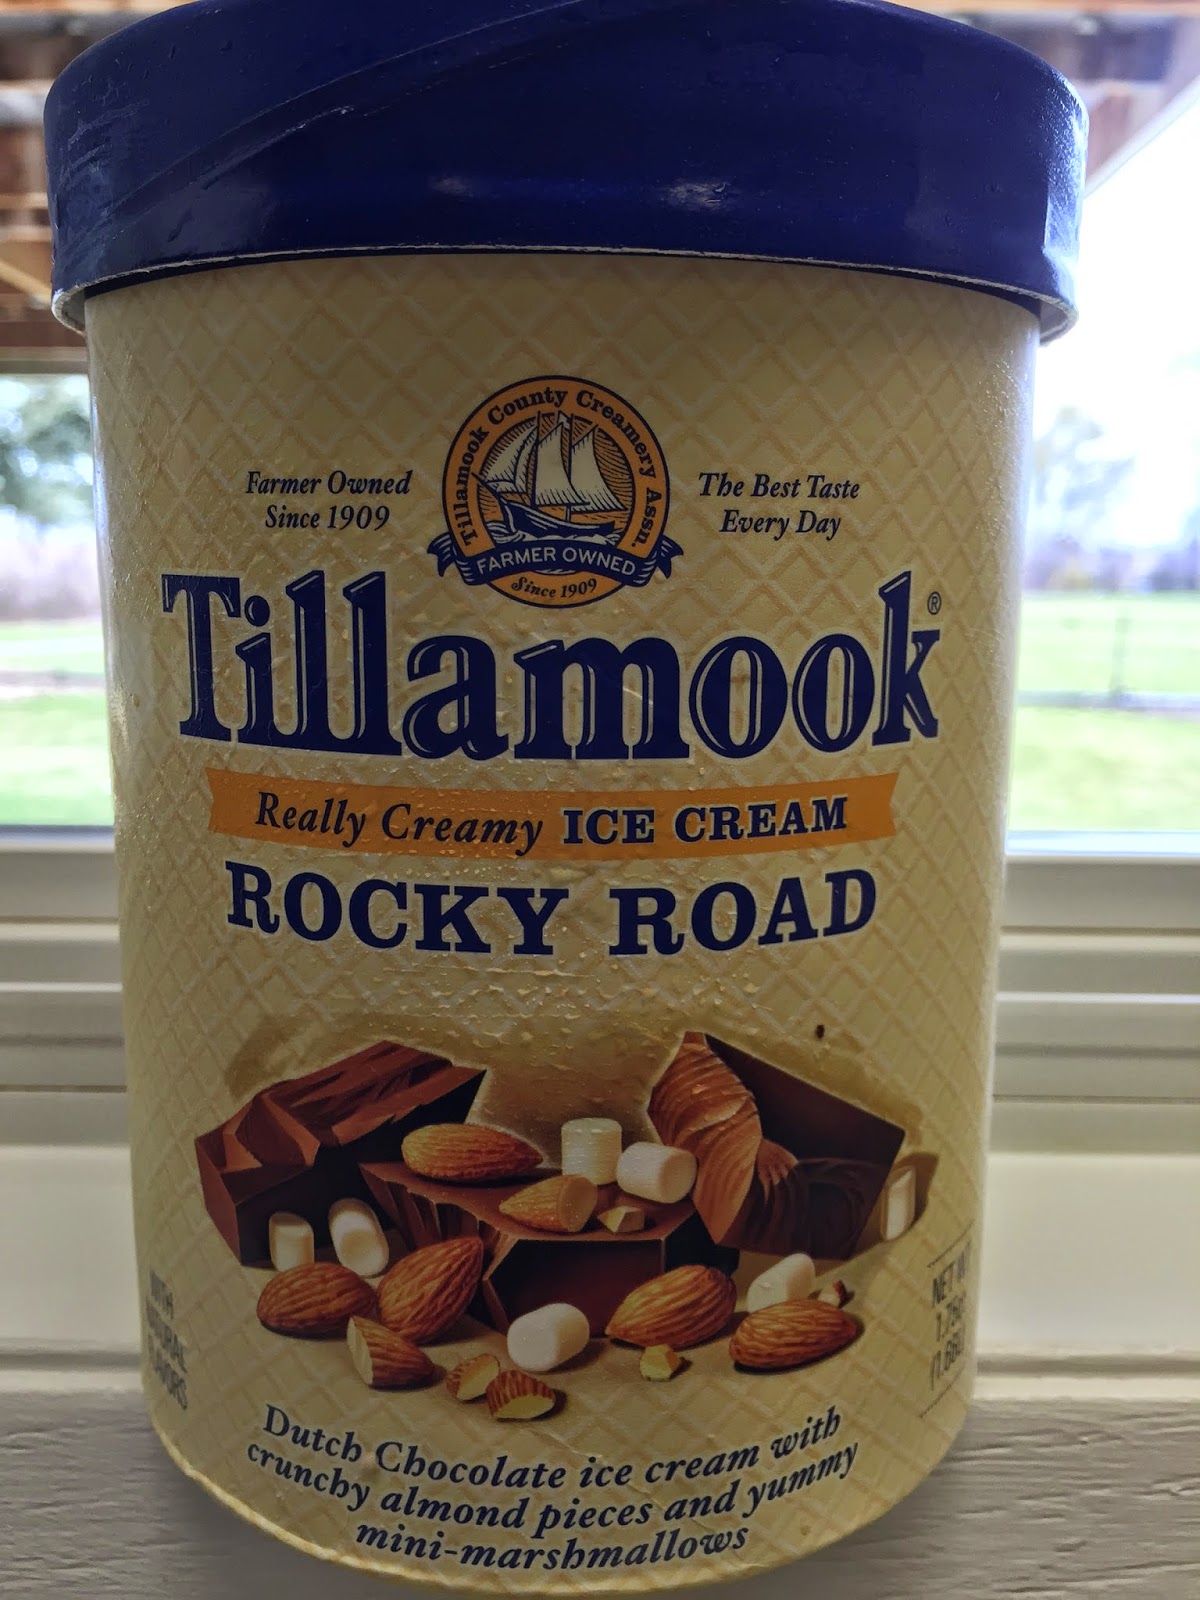 Tillamook County Creamery Assn.
FARMER OWNED
Since 1909
Farmer Owned
Since 1909
The Best Taste
Every Day
Tillamook®
Really Creamy ICE CREAM
ROCKY ROAD
WITH
NATURAL
FLAVORS
NET
1.75
Dutch Chocolate ice cream with
crunchy almond pieces and yummy
mini-marshmallows